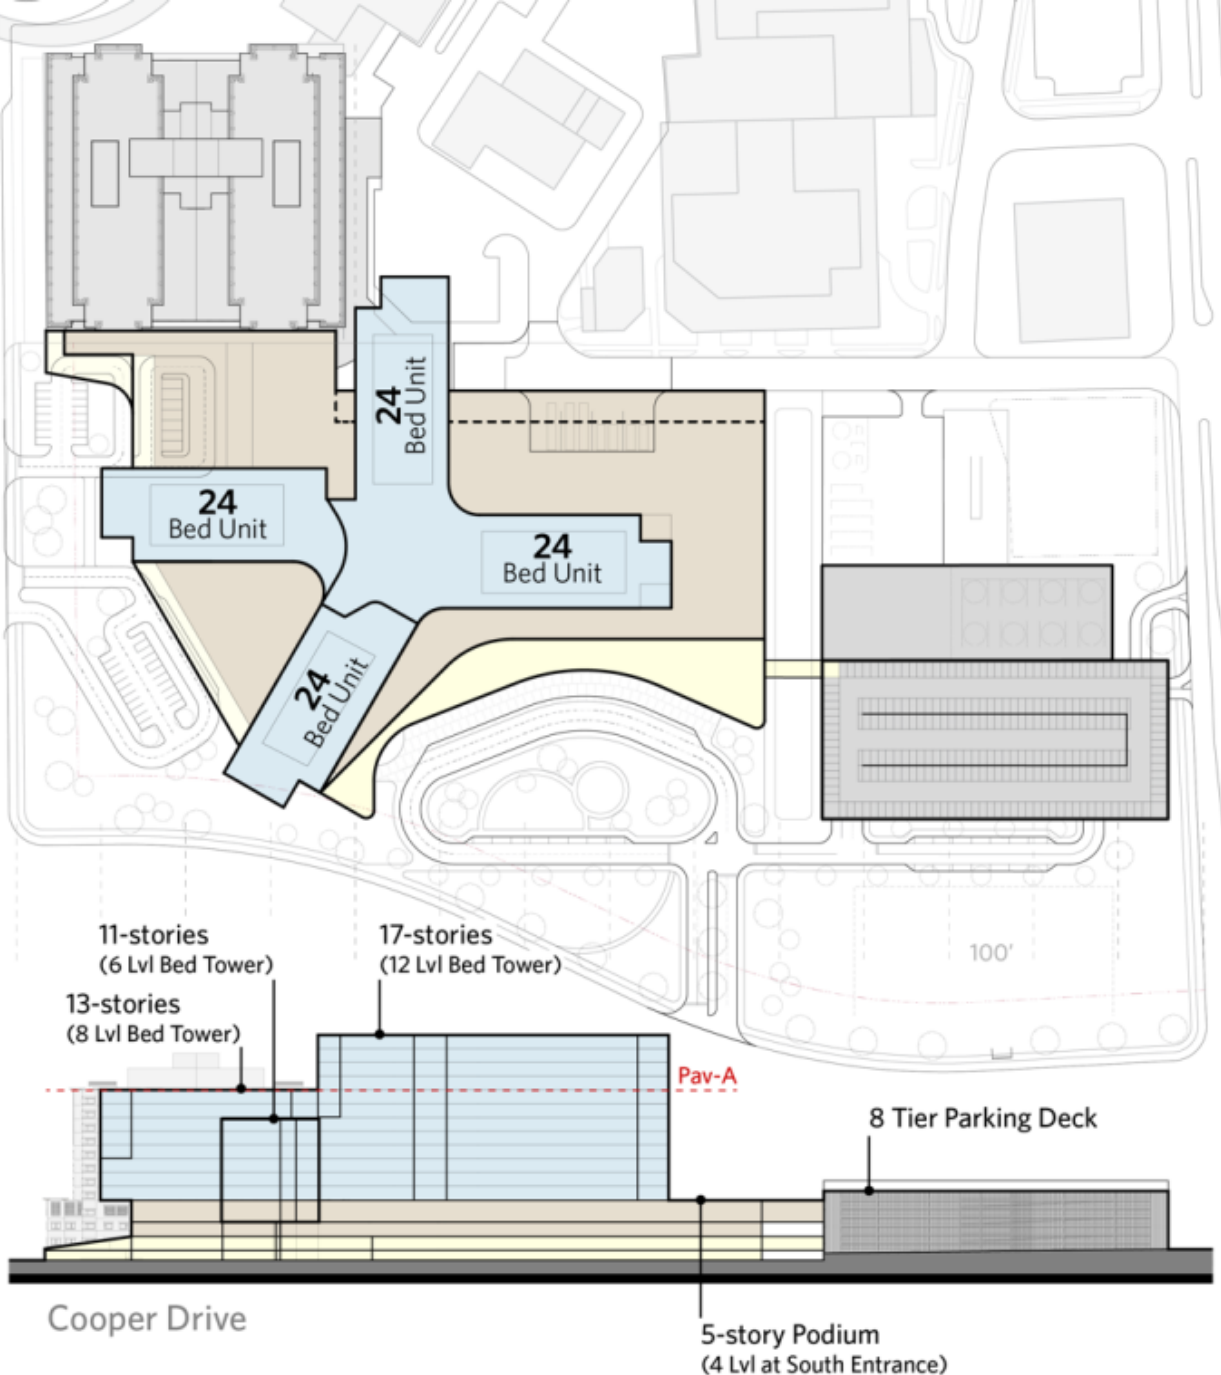 24
Bed Unit
24
Bed Unit
24
Bed Unit
24
Bed Unit
100'
11-stories
(6 Lvl Bed Tower)
17-stories
(12 Lvl Bed Tower)
13-stories
(8 Lvl Bed Tower)
Pav-A
8 Tier Parking Deck
Cooper Drive
5-story Podium
(4 Lvl at South Entrance)